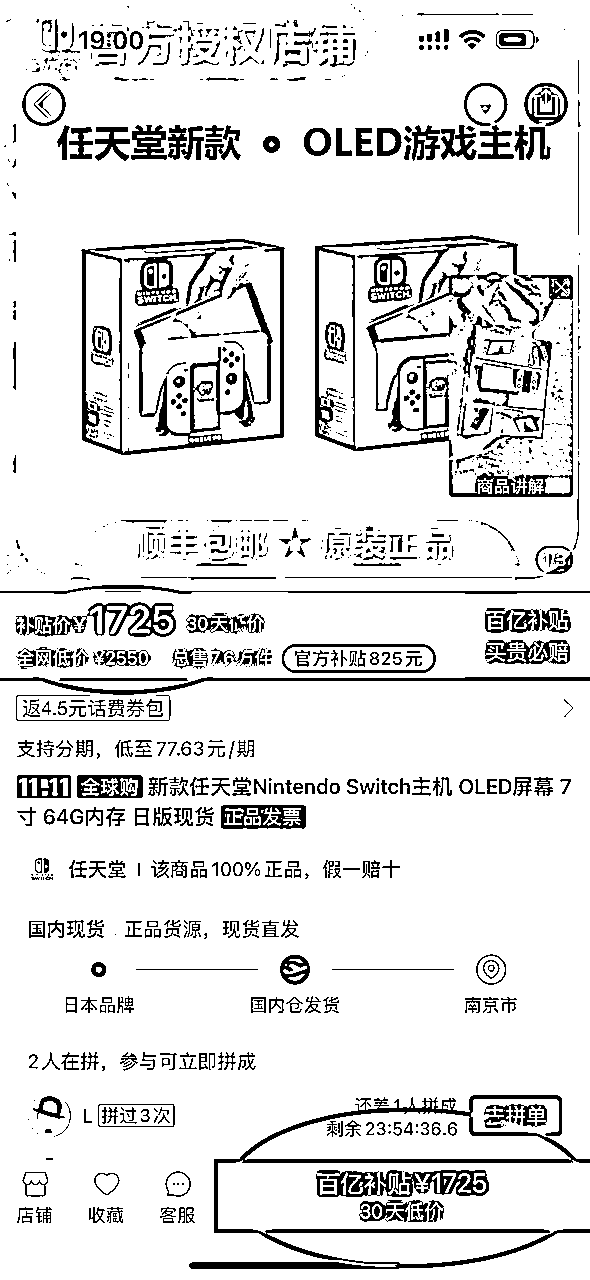 19:00
官方授权店铺
任天堂新款 • OLED游戏主机
NINTENDO
SWITCH
NINTENDO
SWITCH
商品讲解
顺丰包邮 ☆ 原装正品
1/5
补贴价¥1725 30天低价
百亿补贴
全网低价 ¥2550 总售7.6万件 官方补贴825元
买贵必赔
返4.5元话费券包
支持分期，低至77.63元/期
11·11 全球购 新款任天堂Nintendo Switch主机 OLED屏幕 7
寸 64G内存 日版现货 正品发票
任天堂 | 该商品100%正品，假一赔十
国内现货 · 正品货源，现货直发
日本品牌 国内仓发货 南京市
2人在拼，参与可立即拼成
L 拼过3次
还差1人拼成
剩余23:54:36.6
去拼单
店铺 收藏 客服
百亿补贴¥1725
30天低价